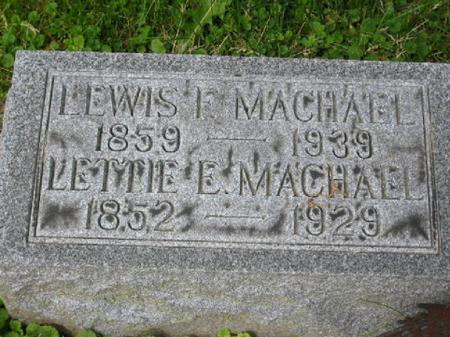 LEWIS F. MACHAEL
1859 — 1939
LETTIE E. MACHAEL
1852 — 1929